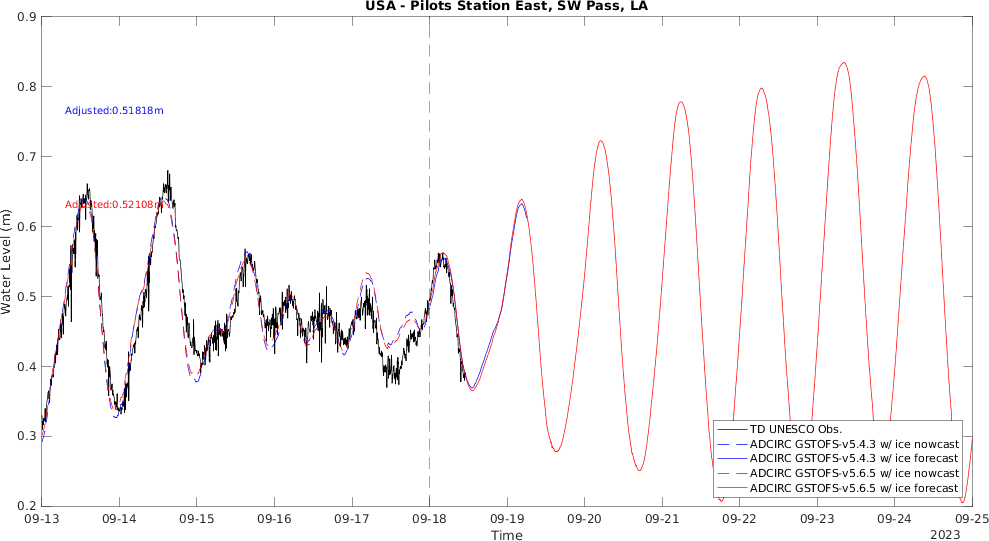 USA - Pilots Station East, SW Pass, LA
0.9
0.8
0.7
0.6
0.5
0.4
0.3
0.2
Water Level (m)
Adjusted:0.51818m
Adjusted:0.52108m
TD UNESCO Obs.
ADCIRC GSTOFS-v5.4.3 w/ ice nowcast
ADCIRC GSTOFS-v5.4.3 w/ ice forecast
ADCIRC GSTOFS-v5.6.5 w/ ice nowcast
ADCIRC GSTOFS-v5.6.5 w/ ice forecast
09-13 09-14 09-15 09-16 09-17 09-18 09-19 09-20 09-21 09-22 09-23 09-24 09-25
Time
2023